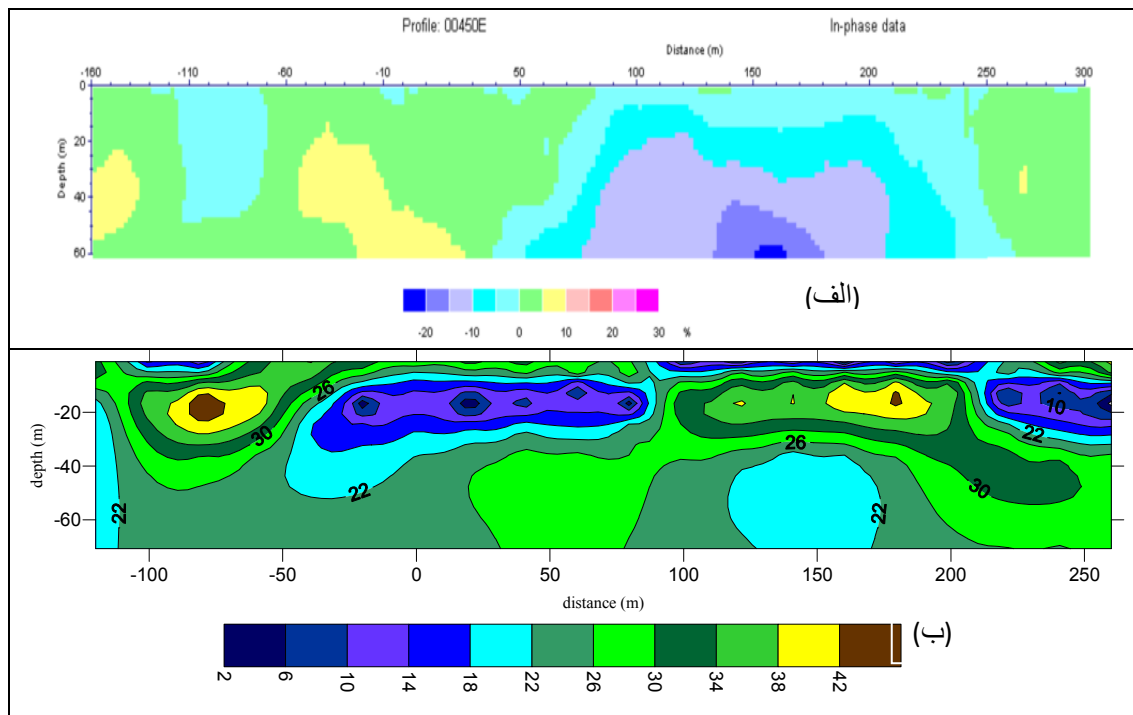 Profile: 00450E In-phase data
Distance (m)
-160 -110 -60 -10 50 100 150 200 250 300
0
20
40
60
Depth (m)
-20 -10 0 10 20 30 %
(الف)
26
30
22
22
26
22
30
22
10
-20
-40
-60
depth (m)
-100 -50 0 50 100 150 200 250
distance (m)
2 6 10 14 18 22 26 30 34 38 42
(ب)